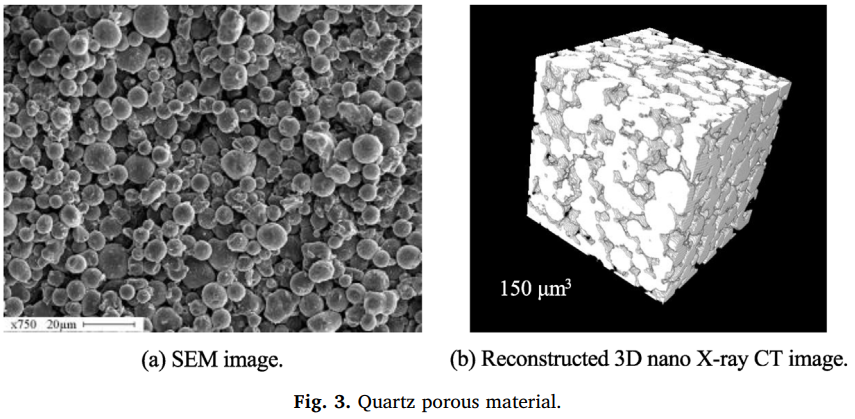 x750 20μm
150 μm³
(a) SEM image.
(b) Reconstructed 3D nano X-ray CT image.
Fig. 3. Quartz porous material.